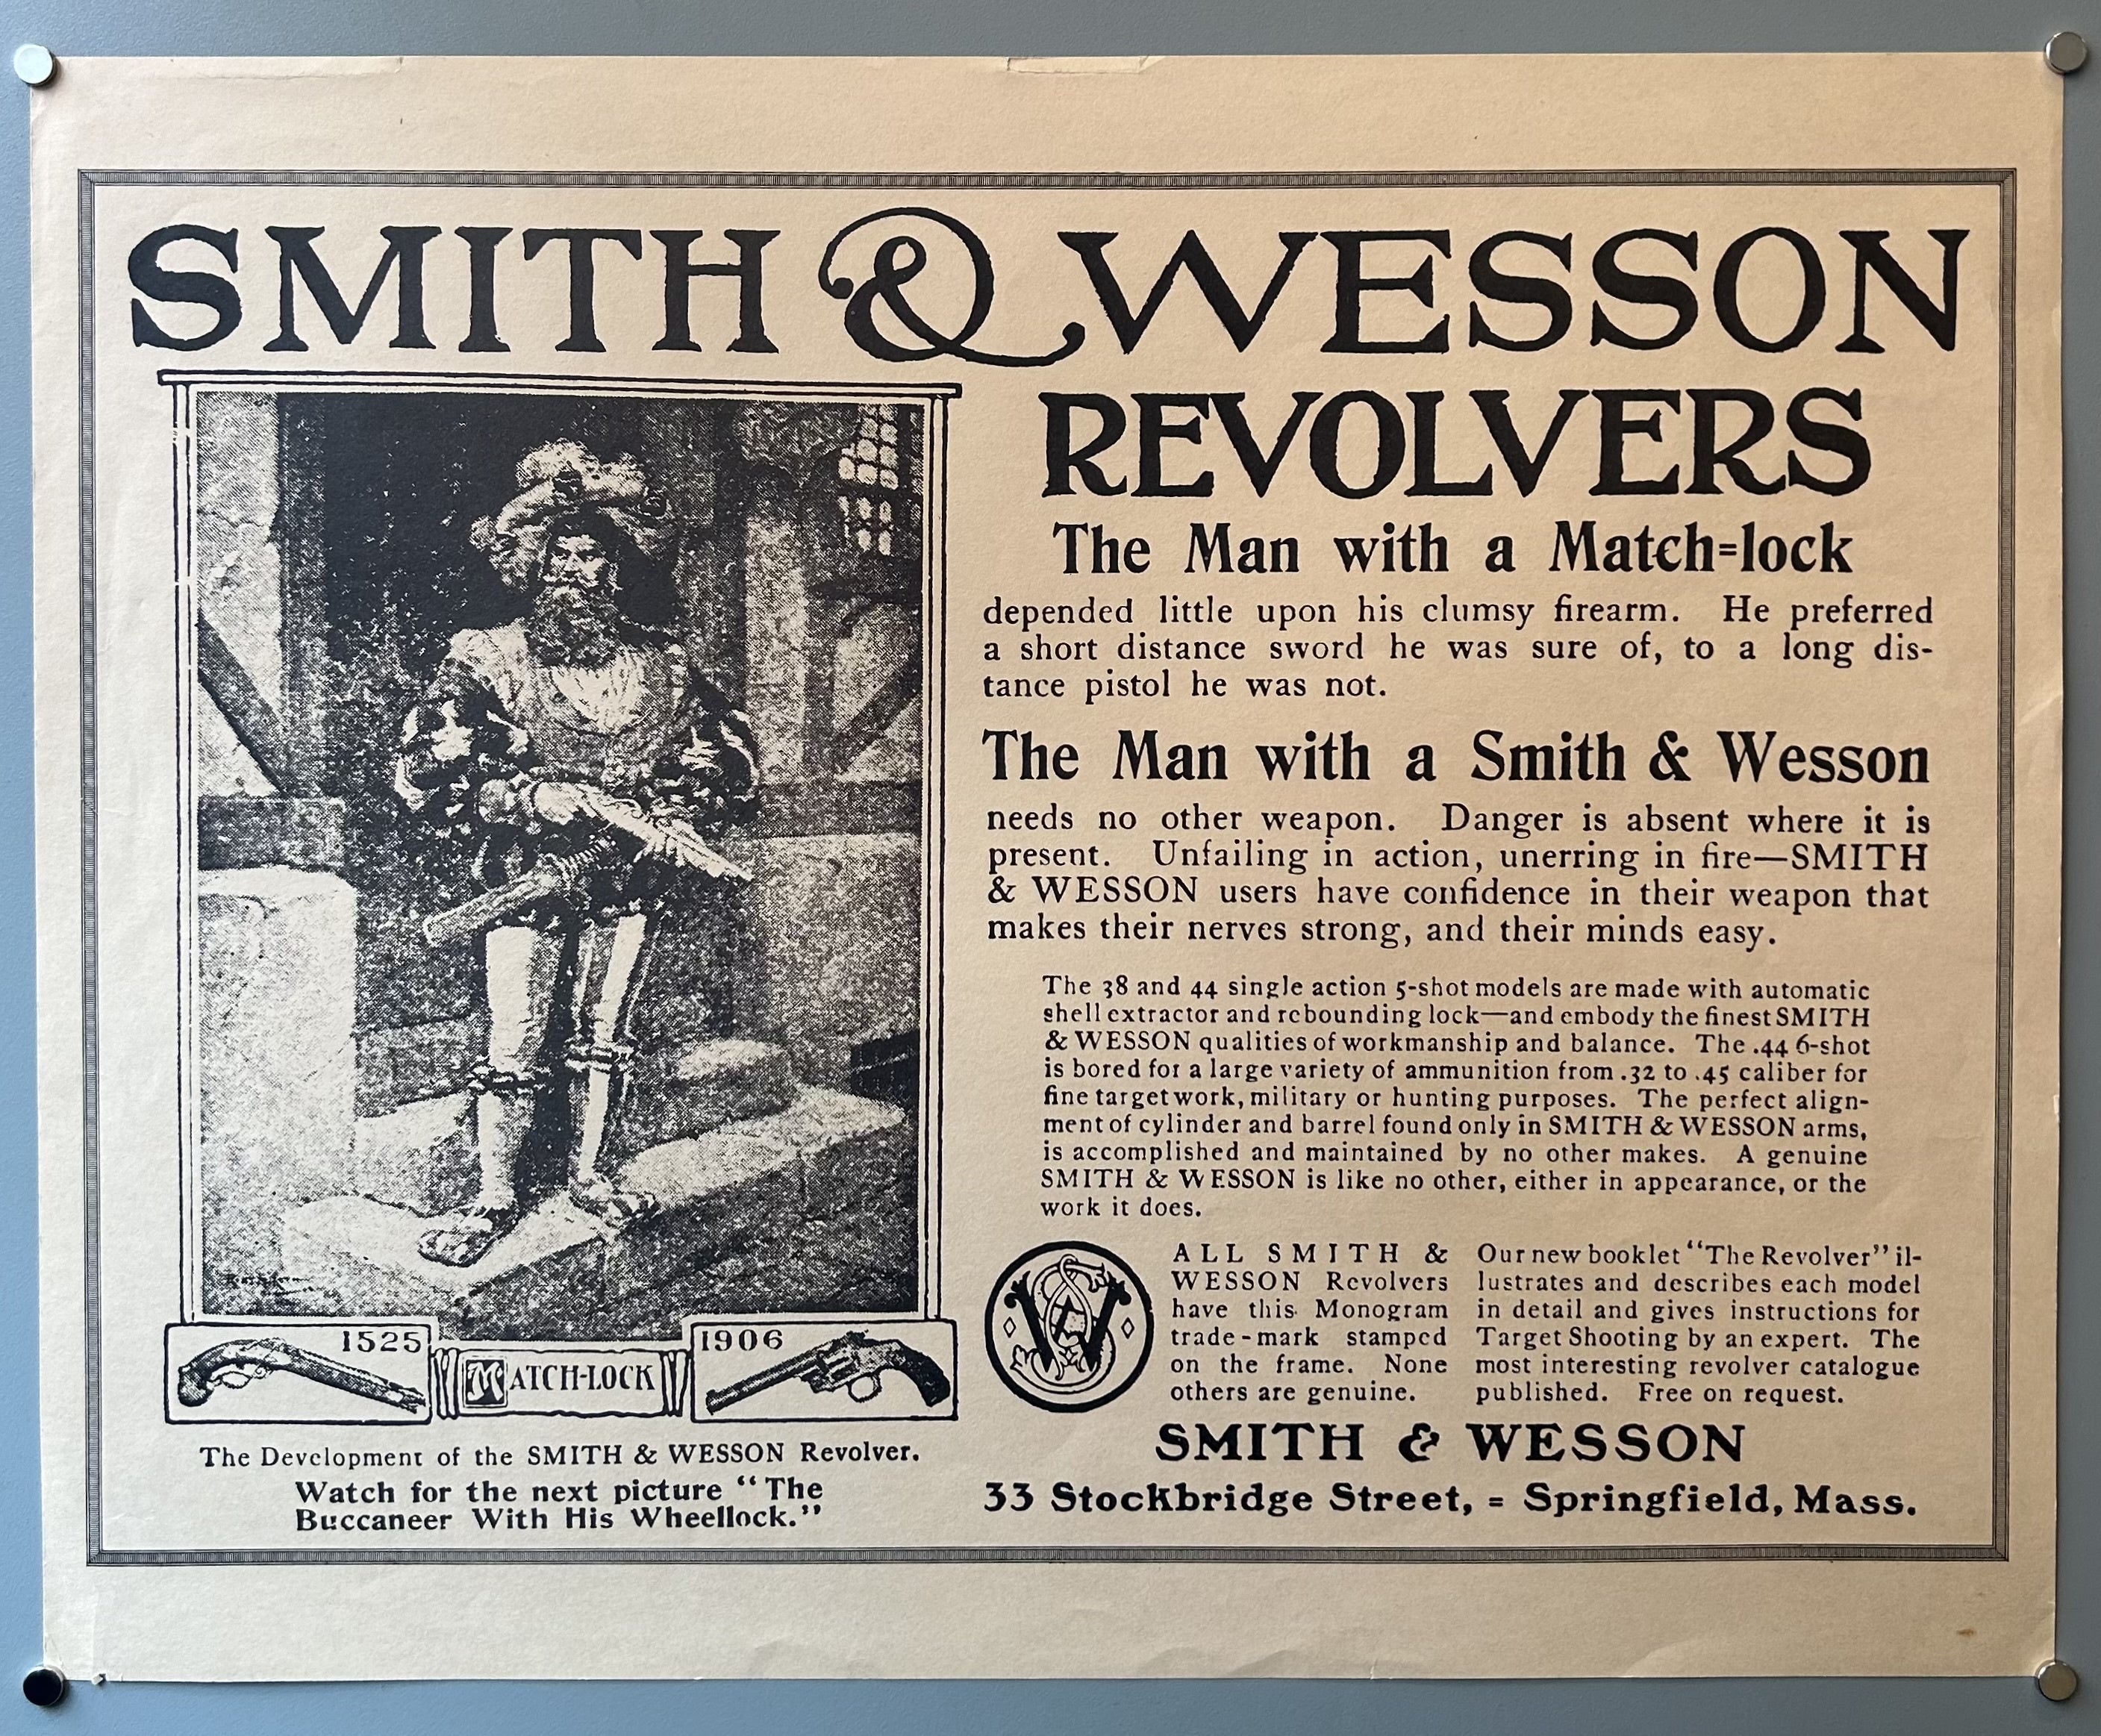 SMITH & WESSON
REVOLVERS
The Man with a Match=lock
depended little upon his clumsy firearm. He preferred
a short distance sword he was sure of, to a long dis-
tance pistol he was not.
The Man with a Smith & Wesson
needs no other weapon. Danger is absent where it is
present. Unfailing in action, unerring in fire—SMITH
& WESSON users have confidence in their weapon that
makes their nerves strong, and their minds easy.
The 38 and 44 single action 5-shot models are made with automatic
shell extractor and rebounding lock—and embody the finest SMITH
& WESSON qualities of workmanship and balance. The .44 6-shot
is bored for a large variety of ammunition from .32 to .45 caliber for
fine target work, military or hunting purposes. The perfect align-
ment of cylinder and barrel found only in SMITH & WESSON arms,
is accomplished and maintained by no other makes. A genuine
SMITH & WESSON is like no other, either in appearance, or the
work it does.
ALL SMITH &
WESSON Revolvers
have this Monogram
trade-mark stamped
on the frame. None
others are genuine.
Our new booklet "The Revolver" il-
lustrates and describes each model
in detail and gives instructions for
Target Shooting by an expert. The
most interesting revolver catalogue
published. Free on request.
SMITH & WESSON
33 Stockbridge Street, = Springfield, Mass.
1525
MATCH-LOCK
1906
The Development of the SMITH & WESSON Revolver.
Watch for the next picture "The
Buccaneer With His Wheellock."